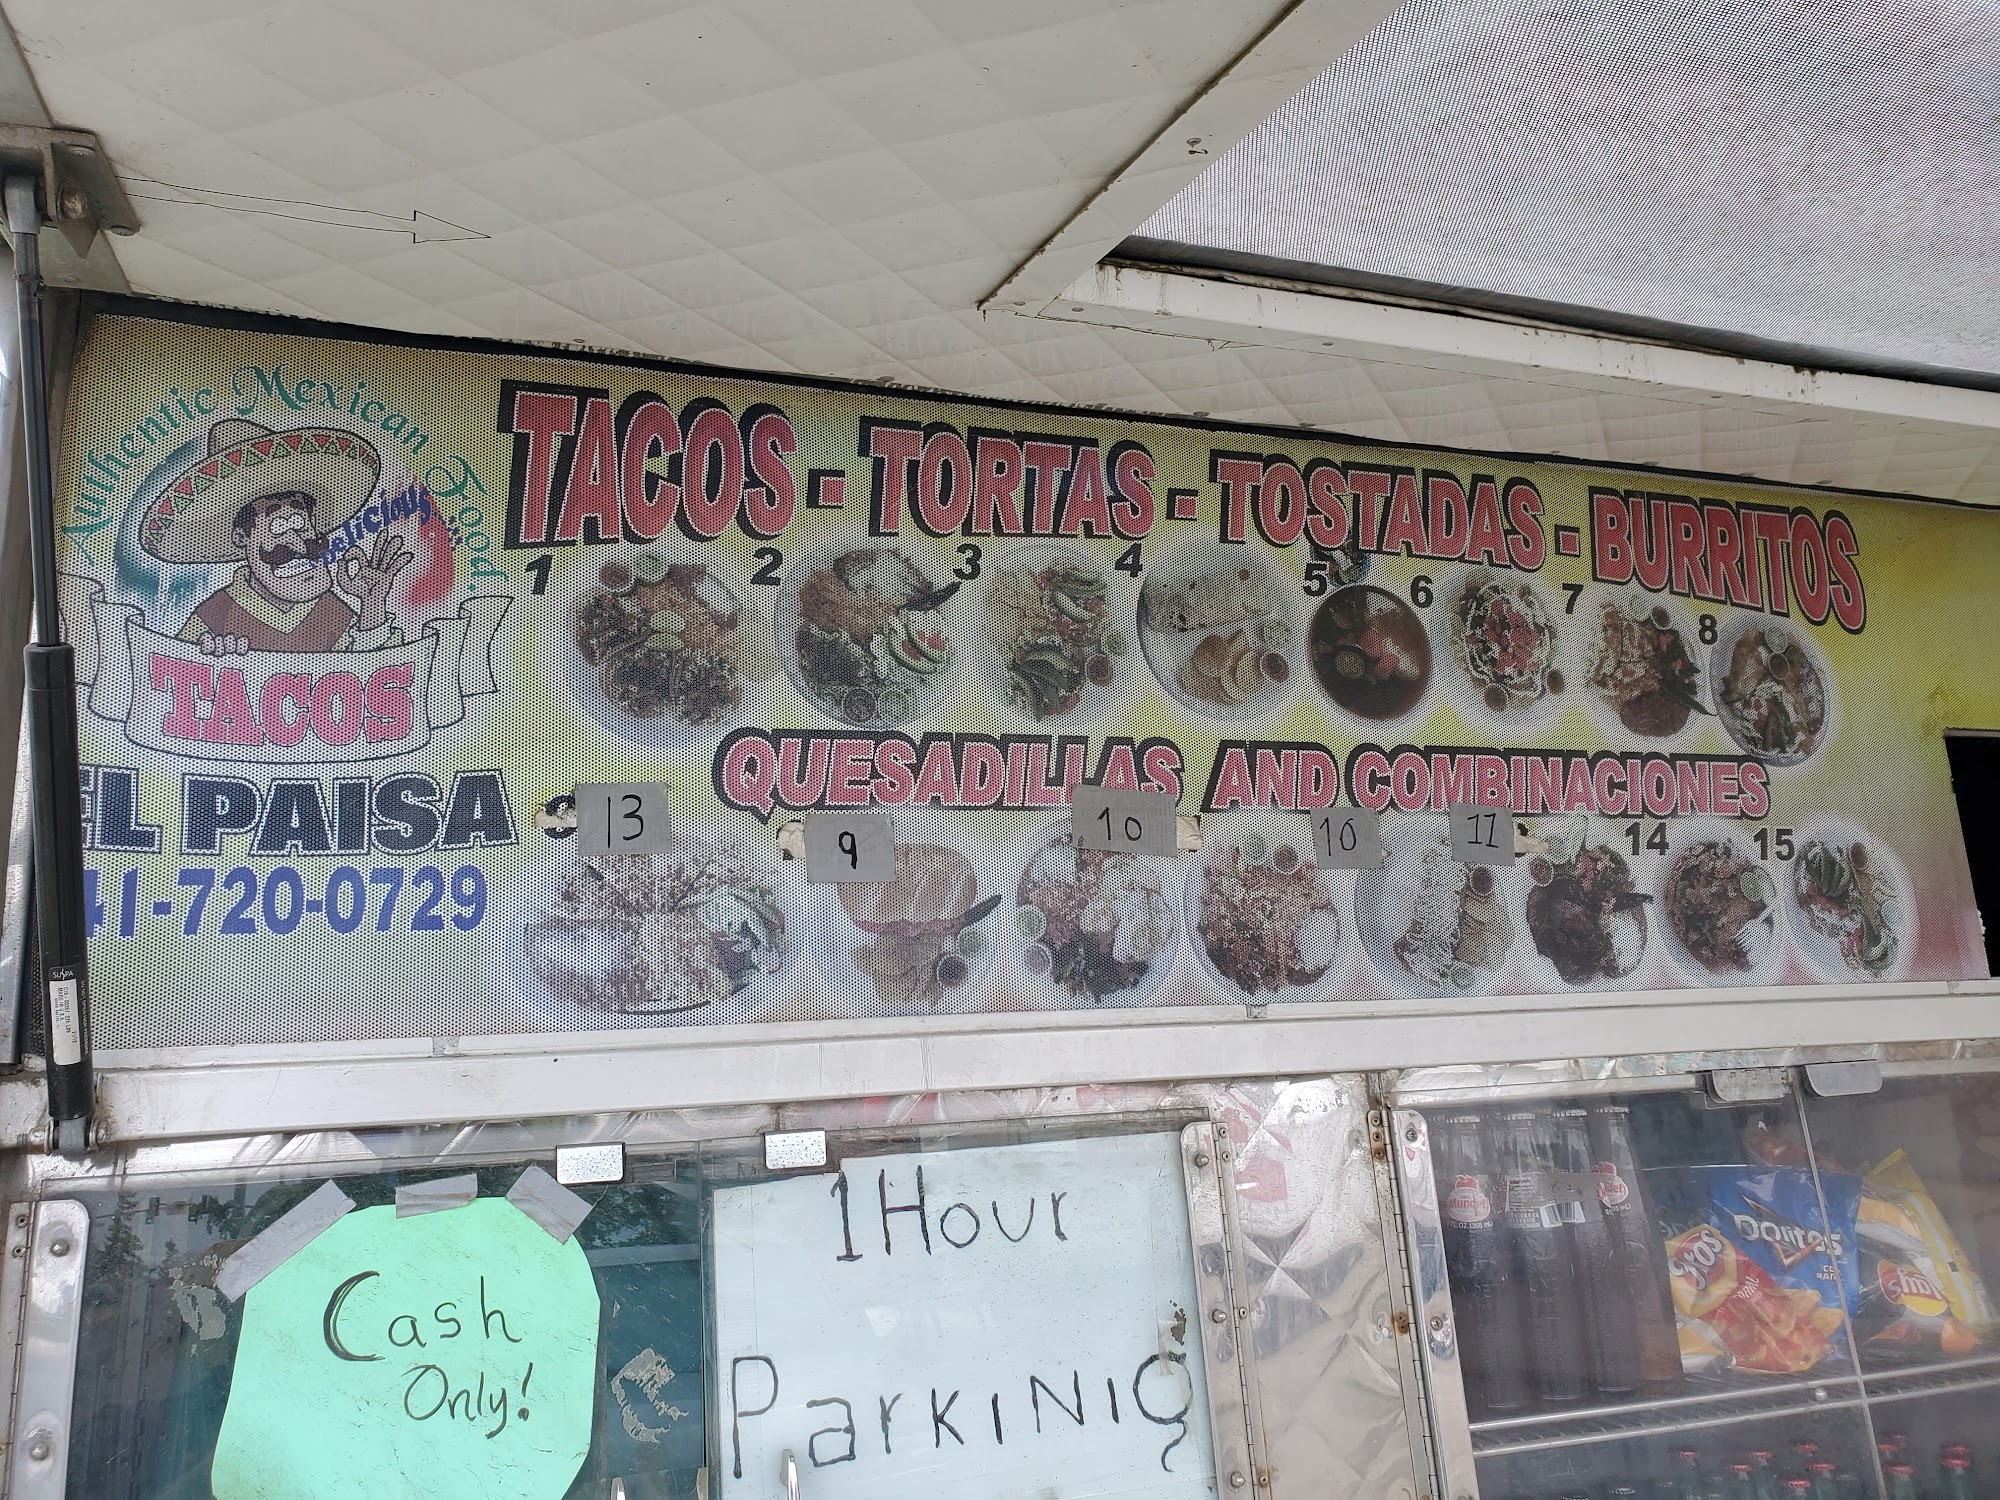 Authentic Mexican Food.
Delicious...
TACOS
EL PAISA
41-720-0729
TACOS - TORTAS - TOSTADAS - BURRITOS
1 2 3 4 5 6 7 8
QUESADILLAS AND COMBINACIONES
13 9 10 10 11 14 15
Cash
Only!
1 Hour
ParkiNiG
Mundet
Doritos